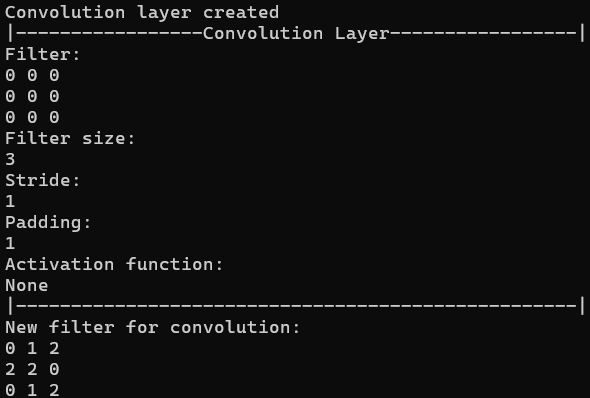 Convolution layer created
|-----------------Convolution Layer-----------------|
Filter:
0 0 0
0 0 0
0 0 0
Filter size:
3
Stride:
1
Padding:
1
Activation function:
None
|---------------------------------------------------|
New filter for convolution:
0 1 2
2 2 0
0 1 2